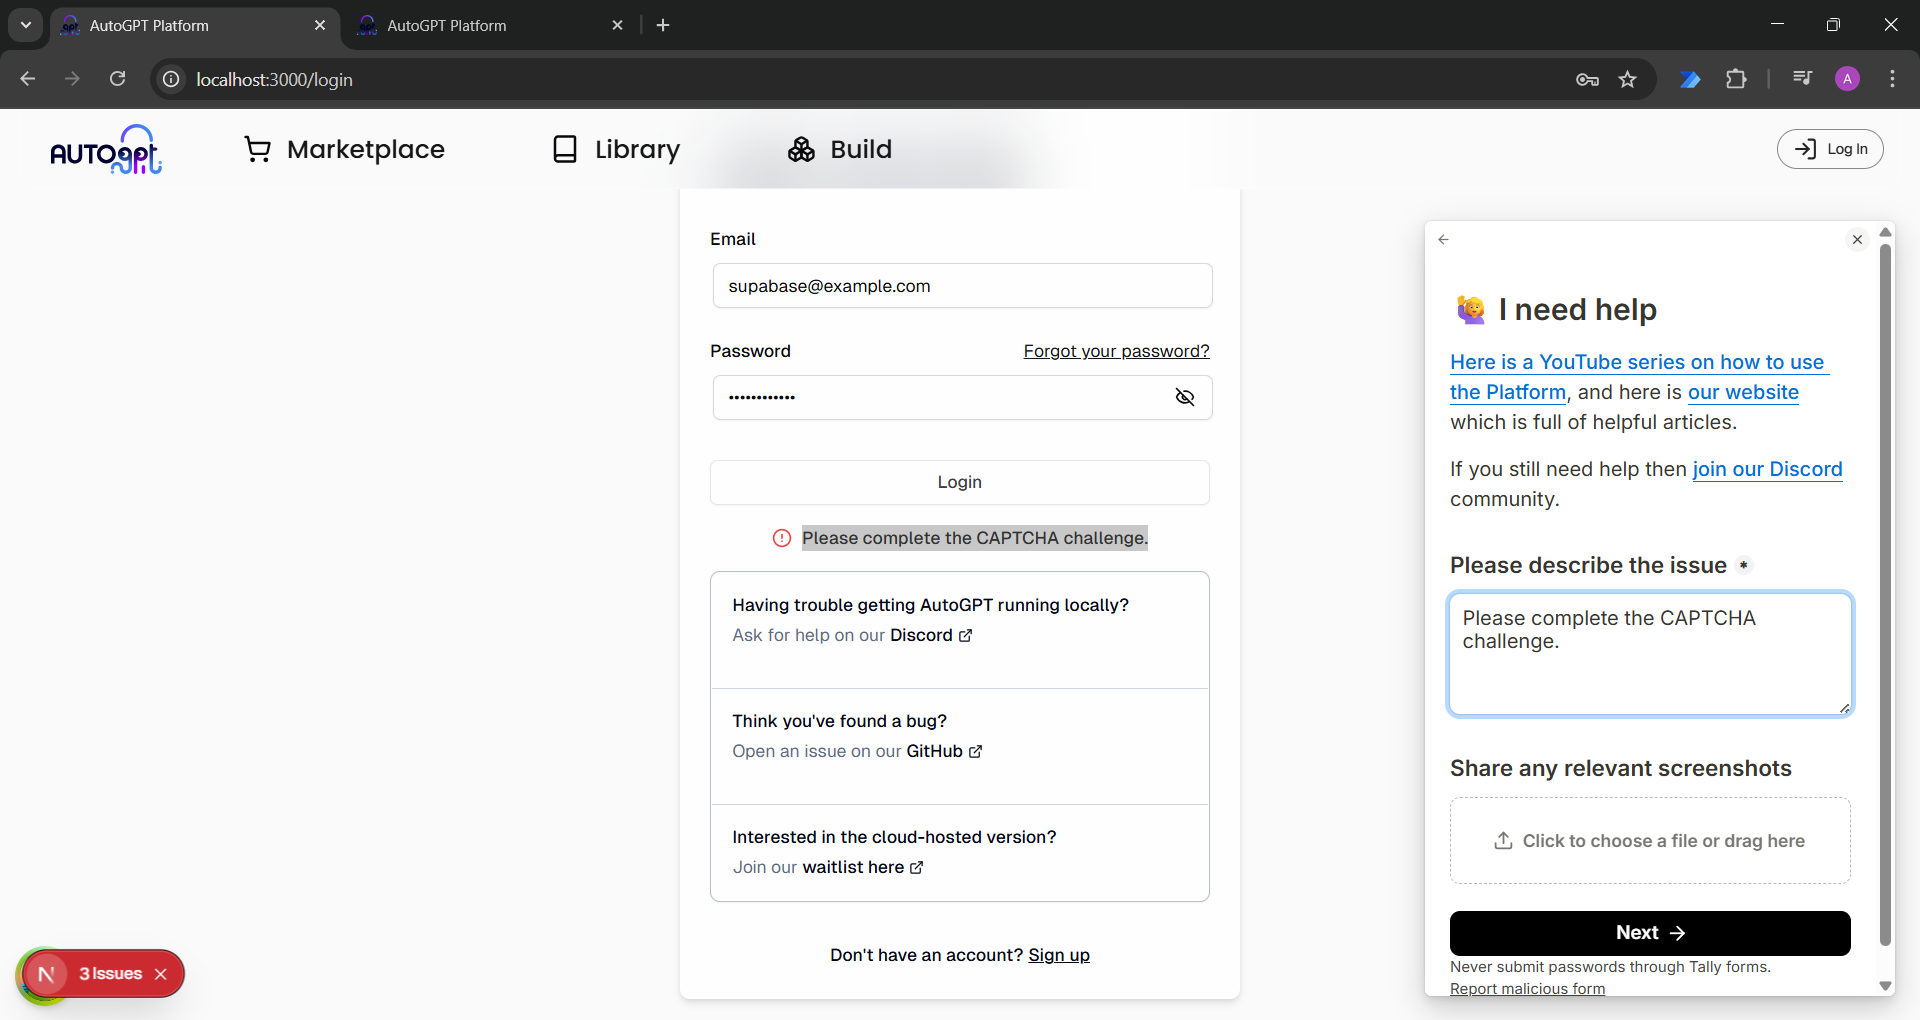 AutoGPT Platform
AutoGPT Platform
localhost:3000/login
A
AUTOgpt
Marketplace
Library
Build
Log In
Email
supabase@example.com
Password
Forgot your password?
••••••••••••
Login
Please complete the CAPTCHA challenge.
Having trouble getting AutoGPT running locally?
Ask for help on our Discord
Think you've found a bug?
Open an issue on our GitHub
Interested in the cloud-hosted version?
Join our waitlist here
Don't have an account? Sign up
N
3 Issues
I need help
Here is a YouTube series on how to use
the Platform, and here is our website
which is full of helpful articles.
If you still need help then join our Discord
community.
Please describe the issue *
Please complete the CAPTCHA
challenge.
Share any relevant screenshots
Click to choose a file or drag here
Next →
Never submit passwords through Tally forms.
Report malicious form